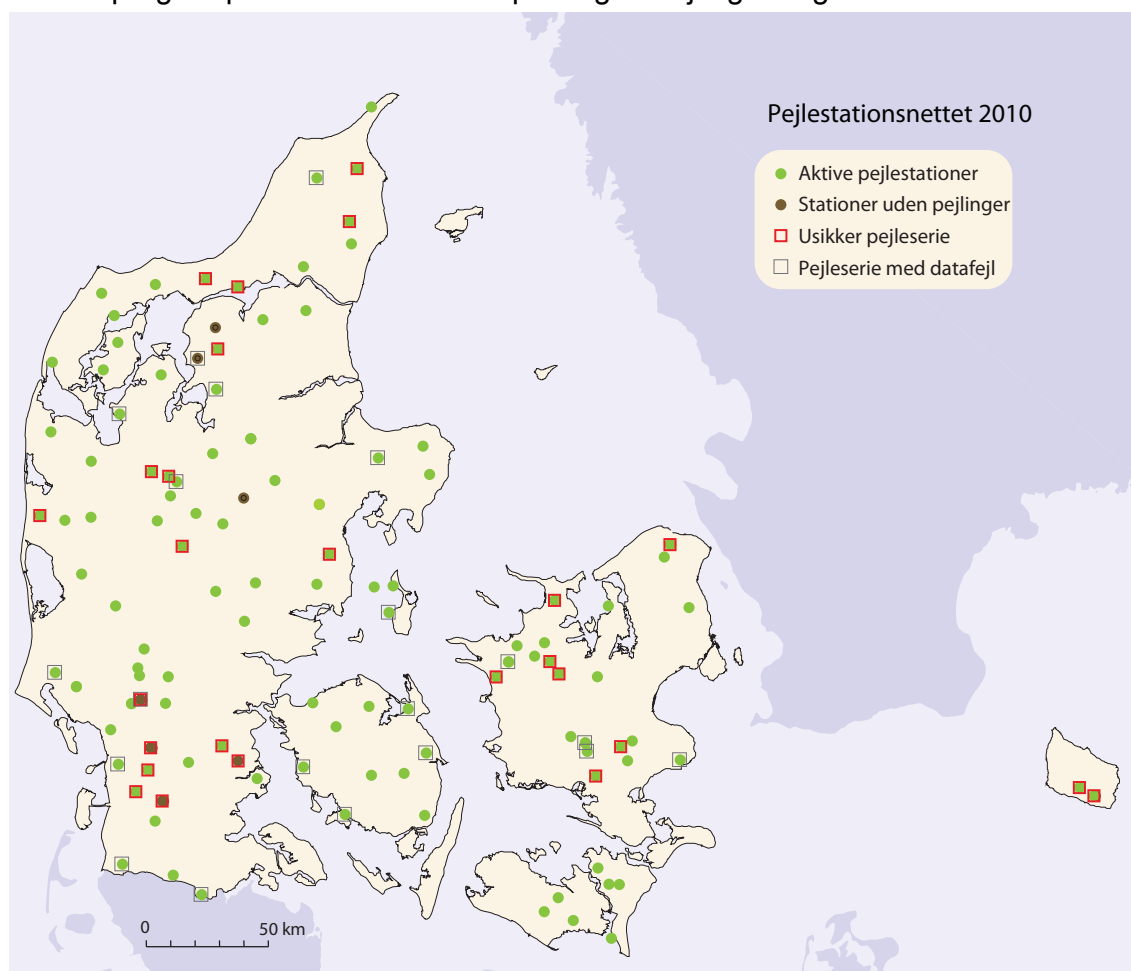 Pejlestationsnettet 2010
Aktive pejlestationer
Stationer uden pejlinger
Usikker pejleserie
Pejleserie med datafejl
0 50 km